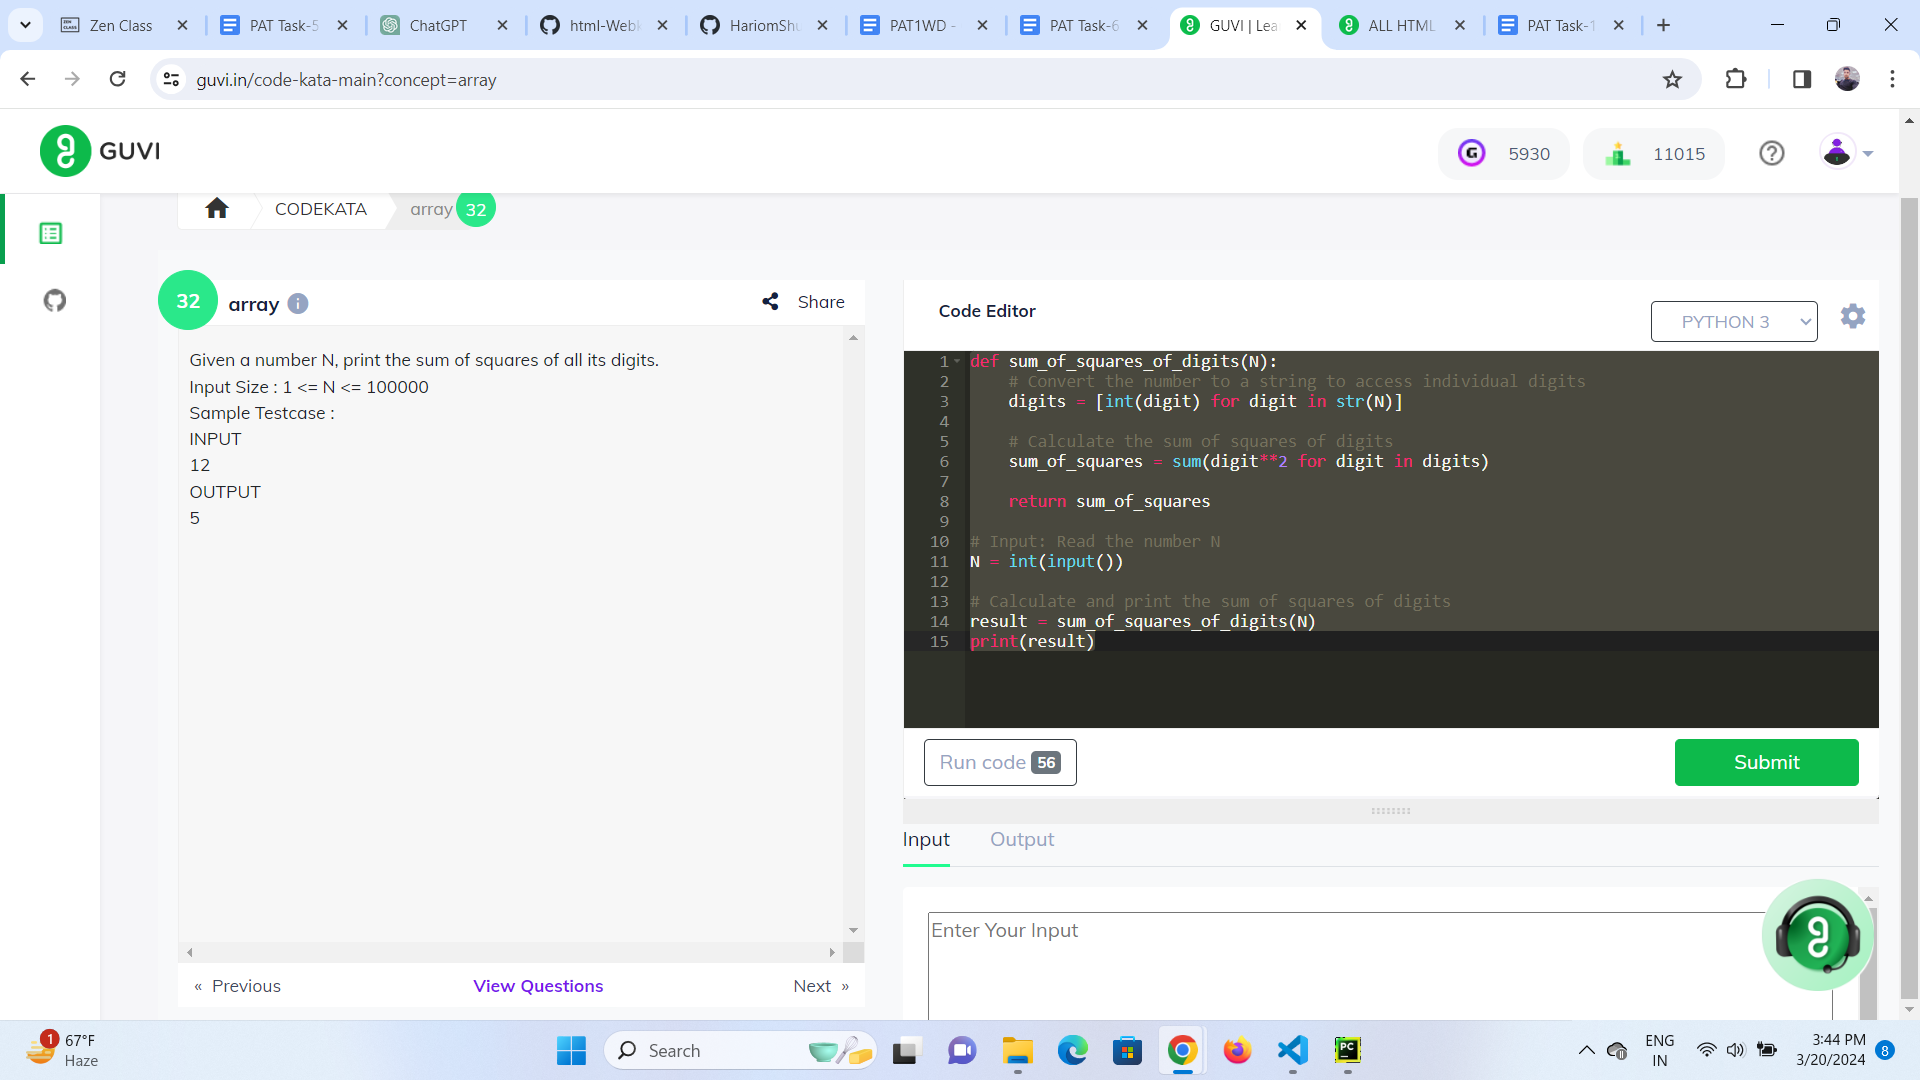 Zen Class
PAT Task-5
ChatGPT
html-Webk
HariomShu
PAT1WD -
PAT Task-6
GUVI | Lea
ALL HTML
PAT Task-1
guvi.in/code-kata-main?concept=array
GUVI
5930
11015
CODEKATA
array 32
32 array
Share
Given a number N, print the sum of squares of all its digits.
Input Size : 1 <= N <= 100000
Sample Testcase :
INPUT
12
OUTPUT
5
« Previous
View Questions
Next »
Code Editor
PYTHON 3
1 def sum_of_squares_of_digits(N):
2     # Convert the number to a string to access individual digits
3     digits = [int(digit) for digit in str(N)]
4
5     # Calculate the sum of squares of digits
6     sum_of_squares = sum(digit**2 for digit in digits)
7
8     return sum_of_squares
9
10 # Input: Read the number N
11 N = int(input())
12
13 # Calculate and print the sum of squares of digits
14 result = sum_of_squares_of_digits(N)
15 print(result)
Run code 56
Submit
Input
Output
Enter Your Input
1
67°F
Haze
Search
ENG
IN
3:44 PM
3/20/2024
8